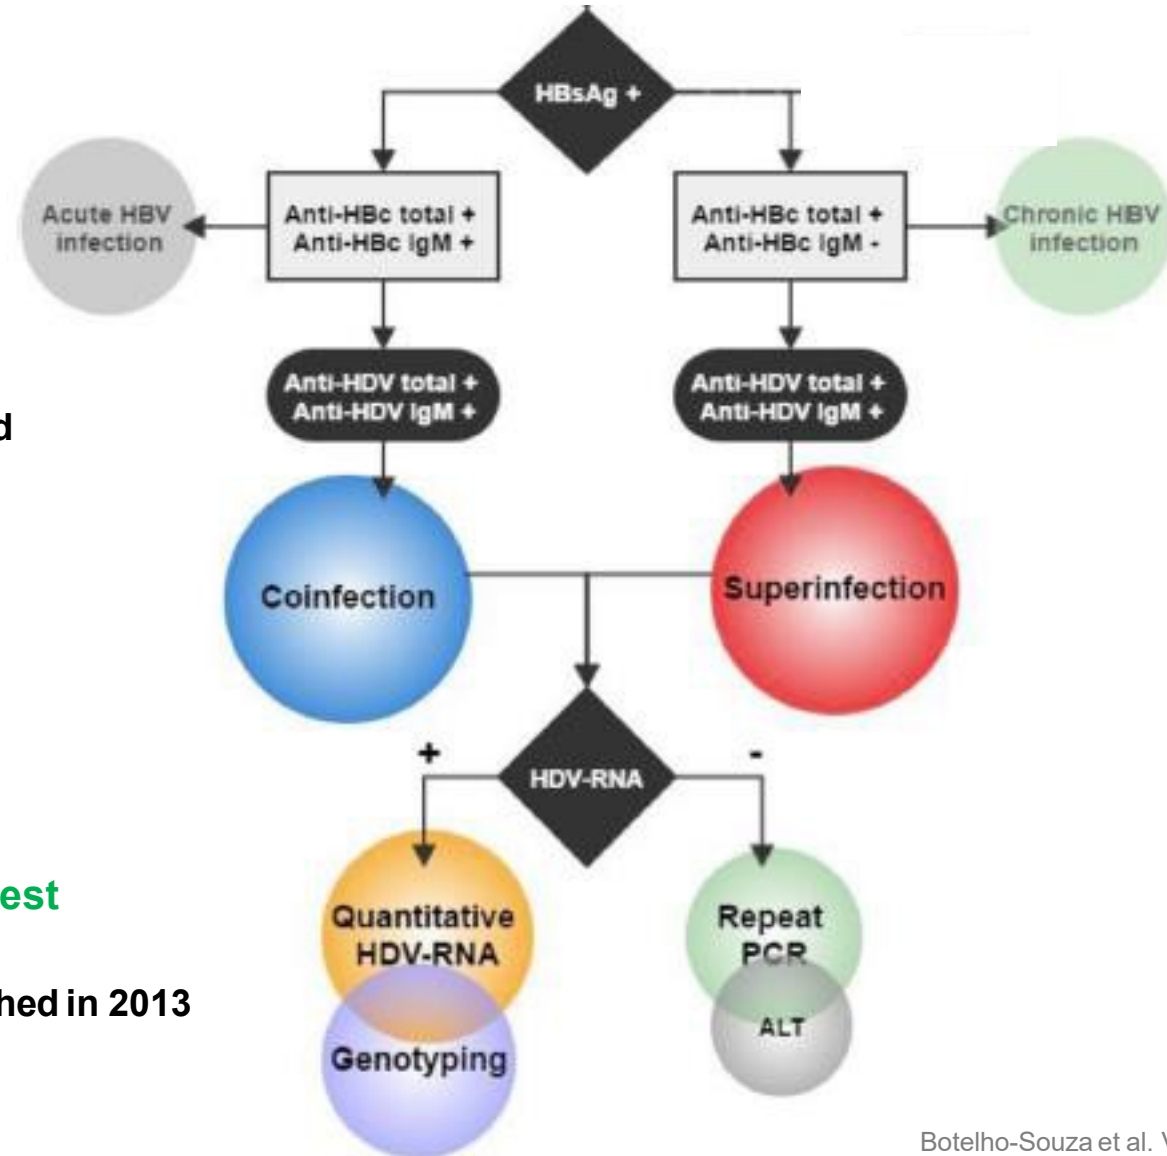 HBsAg +
Acute HBV
infection
Anti-HBc total +
Anti-HBc IgM +
Anti-HBc total +
Anti-HBc IgM -
Chronic HBV
infection
Anti-HDV total +
Anti-HDV IgM +
Anti-HDV total +
Anti-HDV IgM +
d
Coinfection
Superinfection
+
-
HDV-RNA
est
Quantitative
HDV-RNA
Repeat
PCR
hed in 2013
ALT
Genotyping
Botelho-Souza et al. V